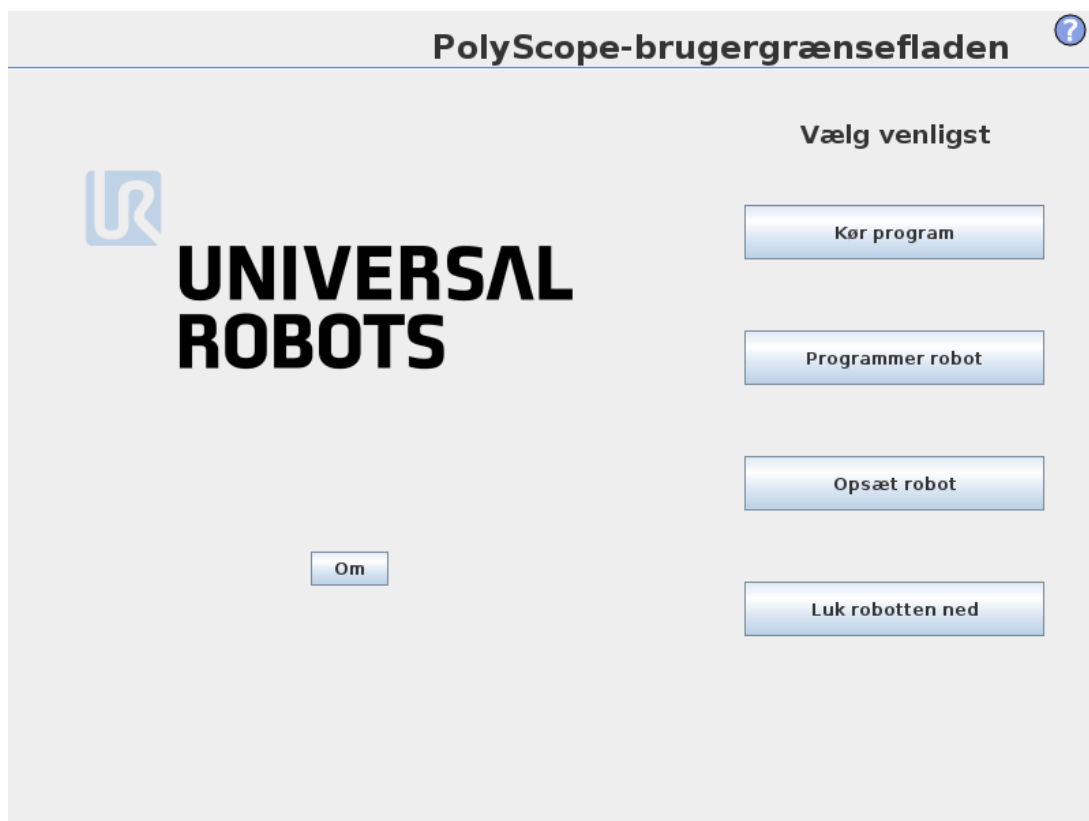 PolyScope-brugergrænsefladen
?
Vælg venligst
UR
UNIVERSAL
ROBOTS
Kør program
Programmer robot
Opsæt robot
Om
Luk robotten ned